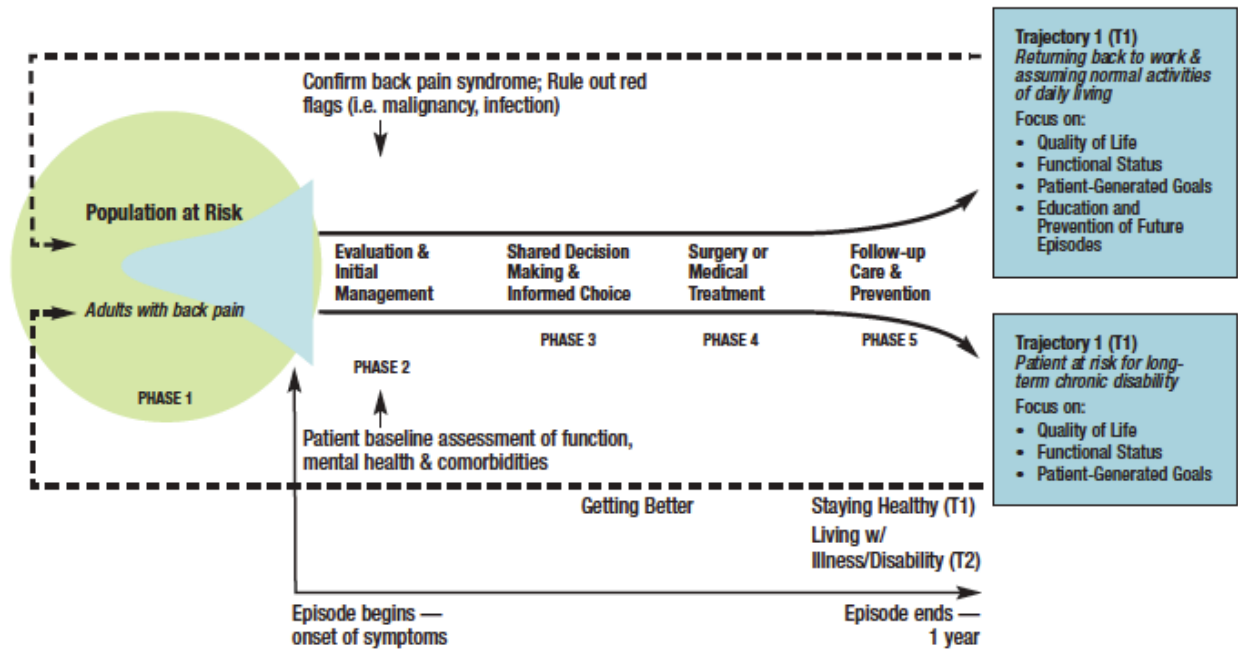 Confirm back pain syndrome; Rule out red
flags (i.e. malignancy, infection)
Population at Risk
Adults with back pain
PHASE 1
Evaluation &
Initial
Management
PHASE 2
Shared Decision
Making &
Informed Choice
PHASE 3
Surgery or
Medical
Treatment
PHASE 4
Follow-up
Care &
Prevention
PHASE 5
Patient baseline assessment of function,
mental health & comorbidities
Getting Better
Staying Healthy (T1)
Living w/
Illness/Disability (T2)
Episode begins —
onset of symptoms
Episode ends —
1 year
Trajectory 1 (T1)
Returning back to work &
assuming normal activities
of daily living
Focus on:
• Quality of Life
• Functional Status
• Patient-Generated Goals
• Education and
Prevention of Future
Episodes
Trajectory 1 (T1)
Patient at risk for long-
term chronic disability
Focus on:
• Quality of Life
• Functional Status
• Patient-Generated Goals